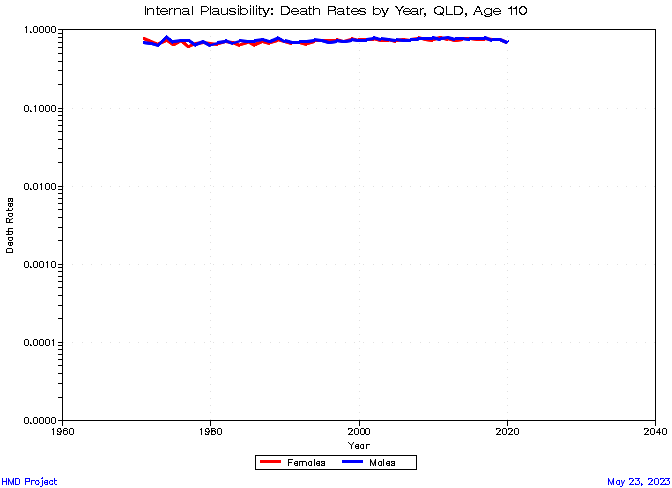 Internal Plausibility: Death Rates by Year, QLD, Age 110
1.0000
0.1000
0.0100
0.0010
0.0001
0.0000
Death Rates
1960
1980
2000
2020
2040
Year
Females
Males
HMD Project
May 23, 2023